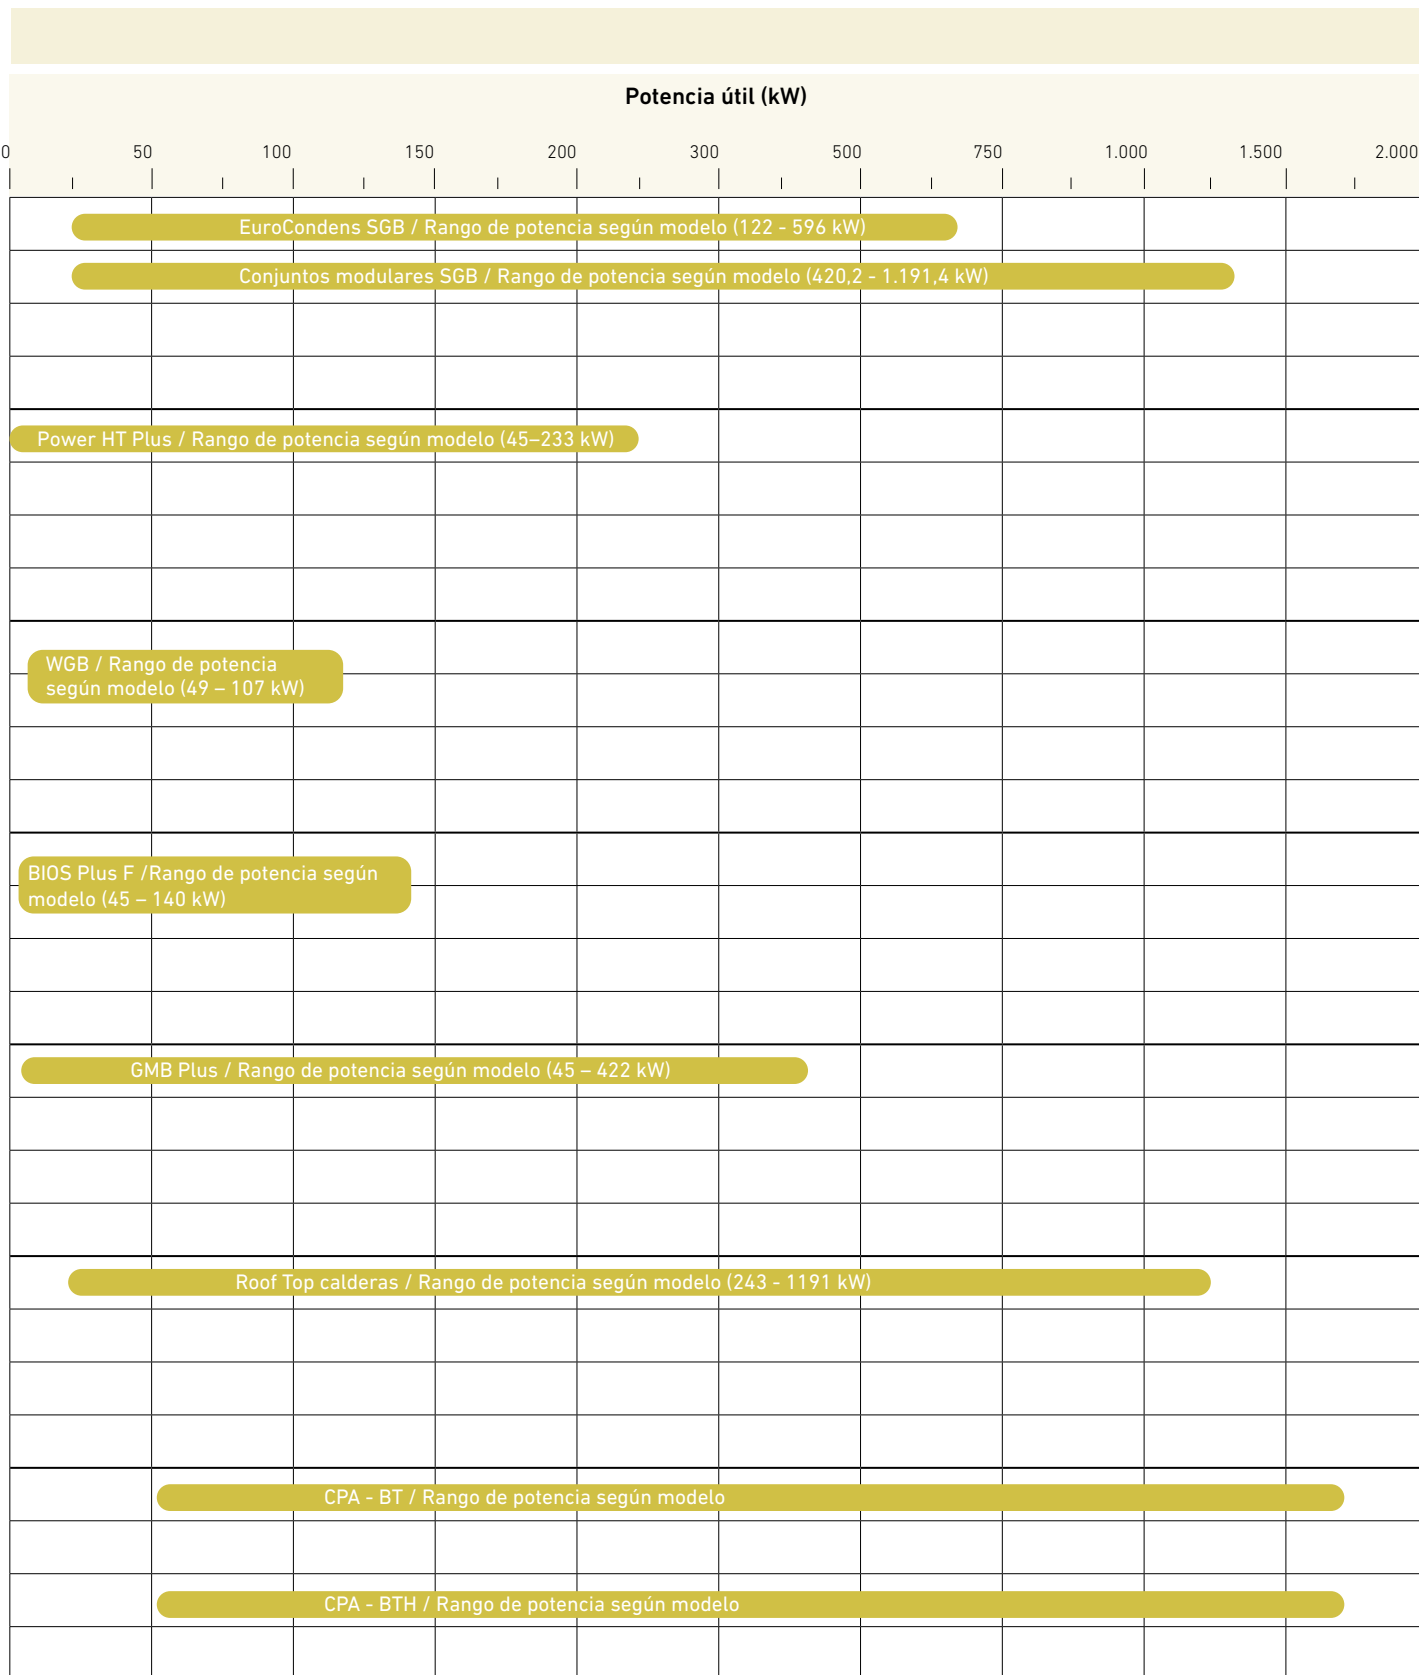 Potencia útil (kW)
0 50 100 150 200 300 500 750 1.000 1.500 2.000
EuroCondens SGB / Rango de potencia según modelo (122 - 596 kW)
Conjuntos modulares SGB / Rango de potencia según modelo (420,2 - 1.191,4 kW)
Power HT Plus / Rango de potencia según modelo (45–233 kW)
WGB / Rango de potencia
según modelo (49 – 107 kW)
BIOS Plus F /Rango de potencia según
modelo (45 – 140 kW)
GMB Plus / Rango de potencia según modelo (45 – 422 kW)
Roof Top calderas / Rango de potencia según modelo (243 - 1191 kW)
CPA - BT / Rango de potencia según modelo
CPA - BTH / Rango de potencia según modelo